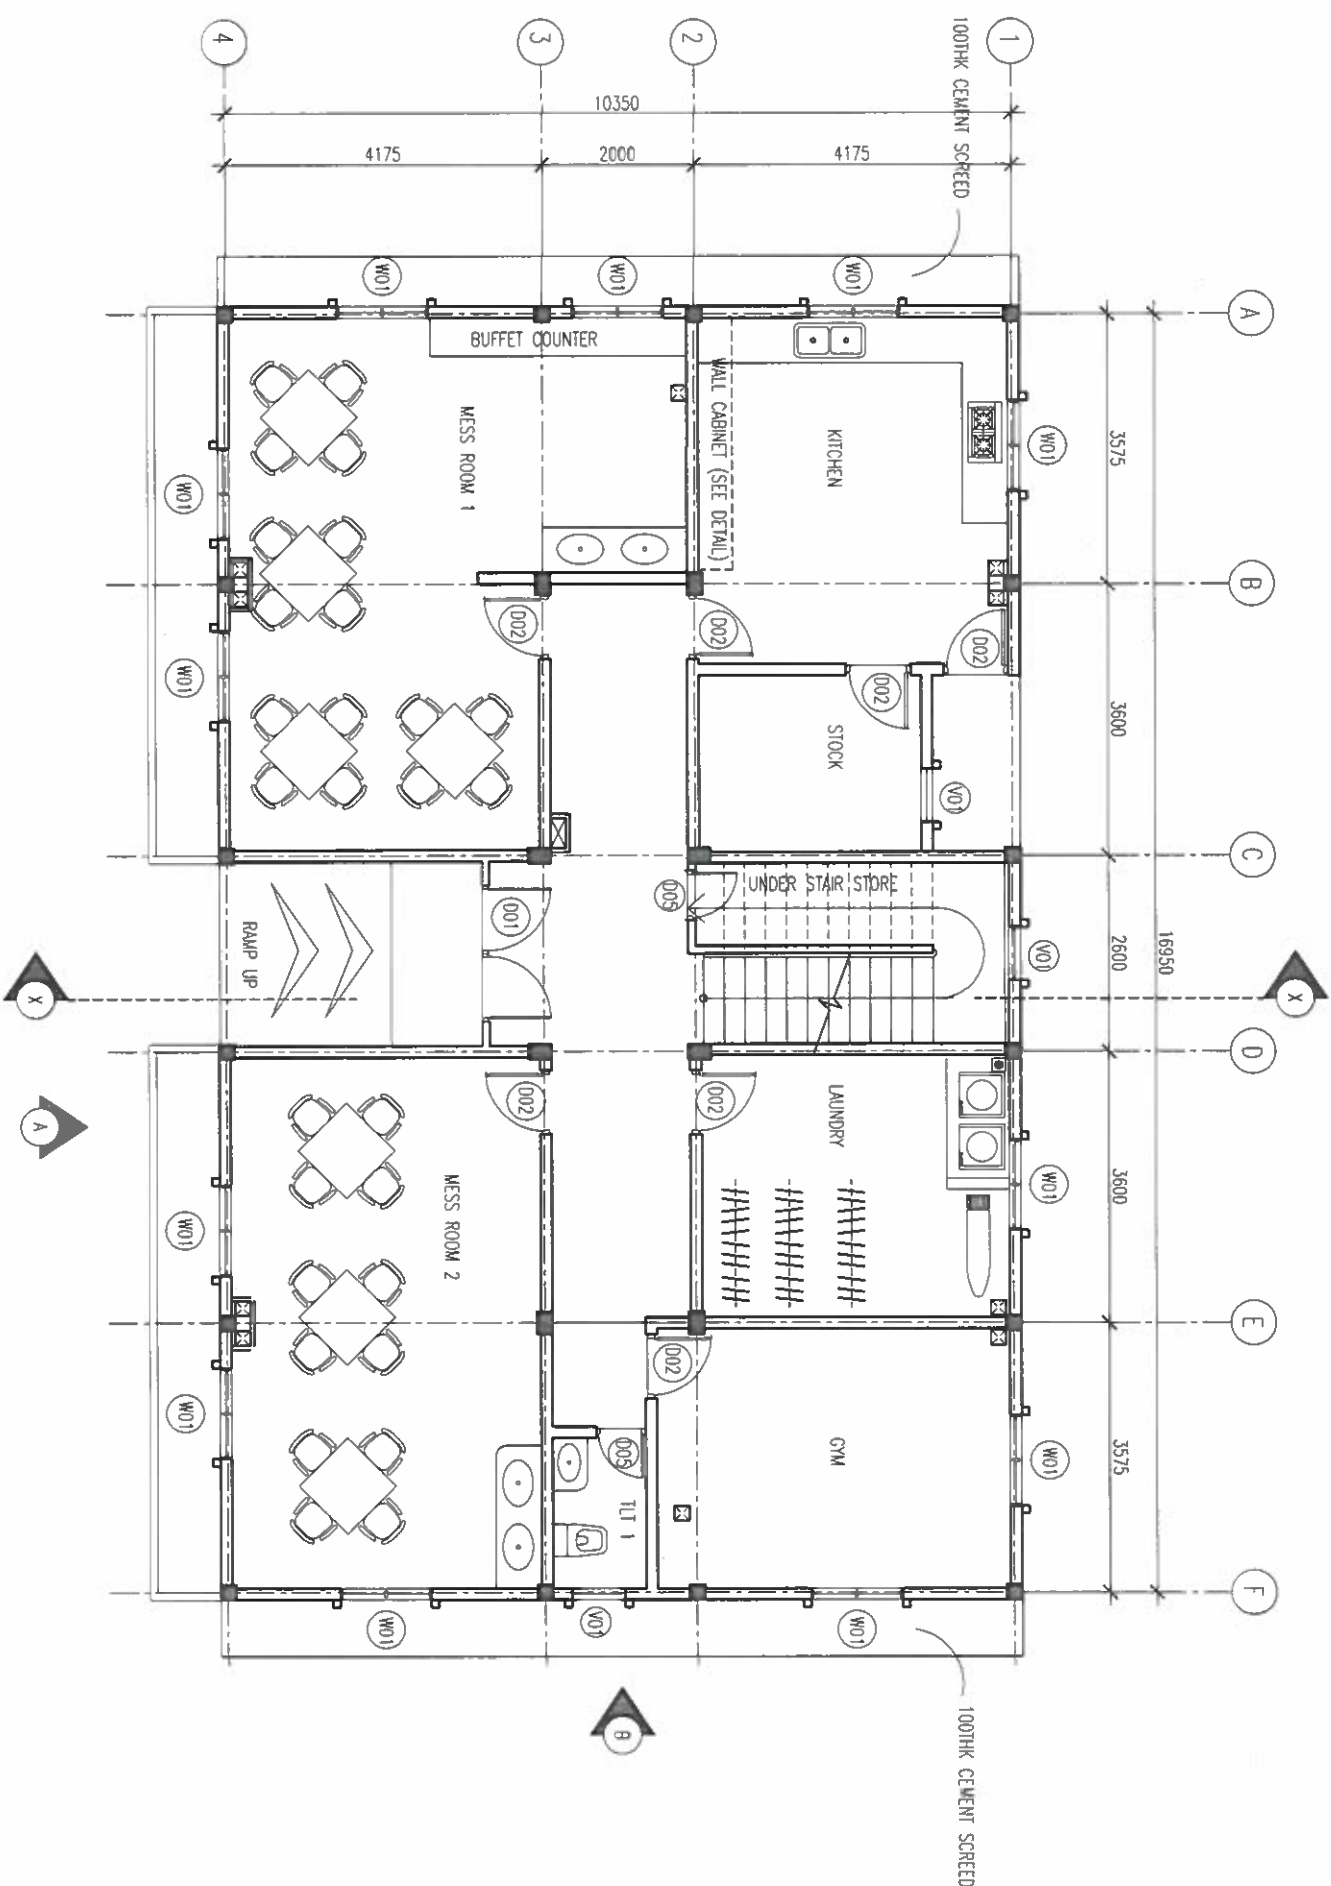 A
B
C
X
D
E
F
16950
3575
3600
2600
3600
3575
1
W01
V01
W01
W01
100THK CEMENT SCREED
D02
V01
100THK CEMENT SCREED
4175
W01
KITCHEN
D02
STOCK
UNDER STAIR STORE
LAUNDRY
GYM
W01
WALL CABINET (SEE DETAIL)
D02
D02
2
D05
D02
10350
2000
W01
D05
TLT 1
V01
B
3
BUFFET COUNTER
D02
D01
D02
MESS ROOM 1
MESS ROOM 2
4175
W01
W01
4
RAMP UP
W01
W01
W01
W01
X
A